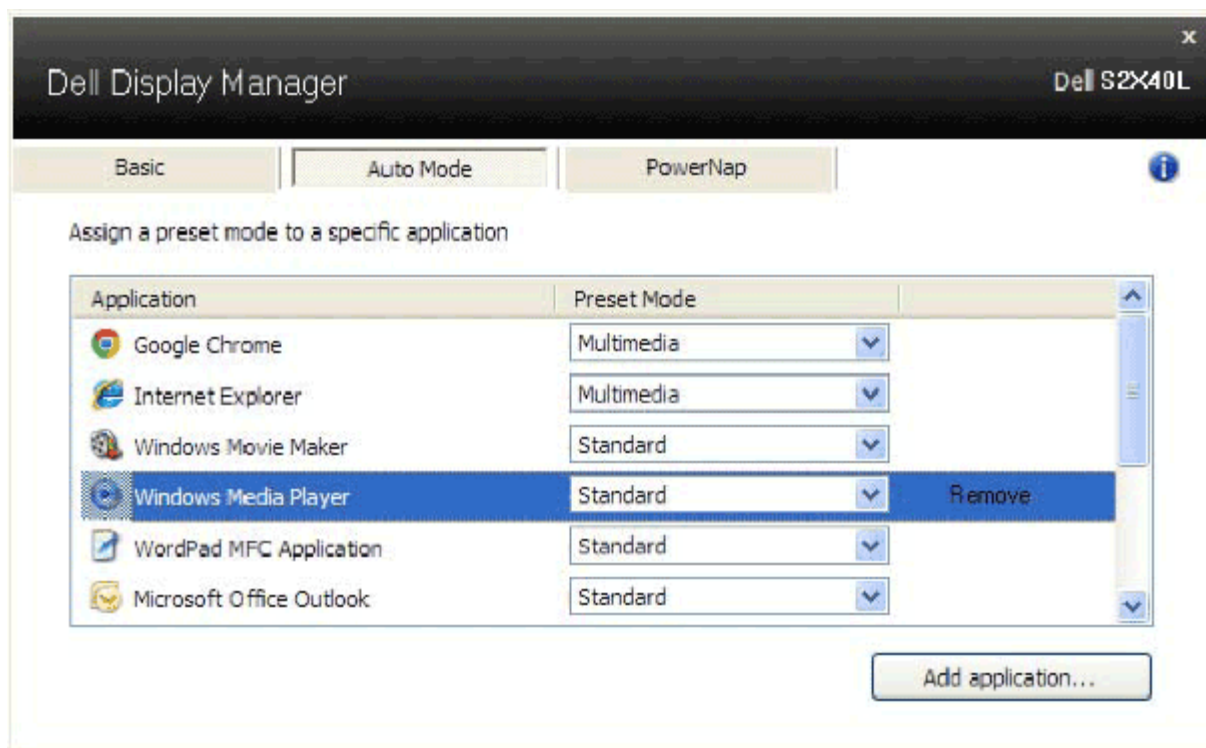 x
Dell Display Manager
Dell S2X40L
Basic Auto Mode PowerNap
Assign a preset mode to a specific application
Application Preset Mode
Google Chrome Multimedia
Internet Explorer Multimedia
Windows Movie Maker Standard
Windows Media Player Standard Remove
WordPad MFC Application Standard
Microsoft Office Outlook Standard
Add application...